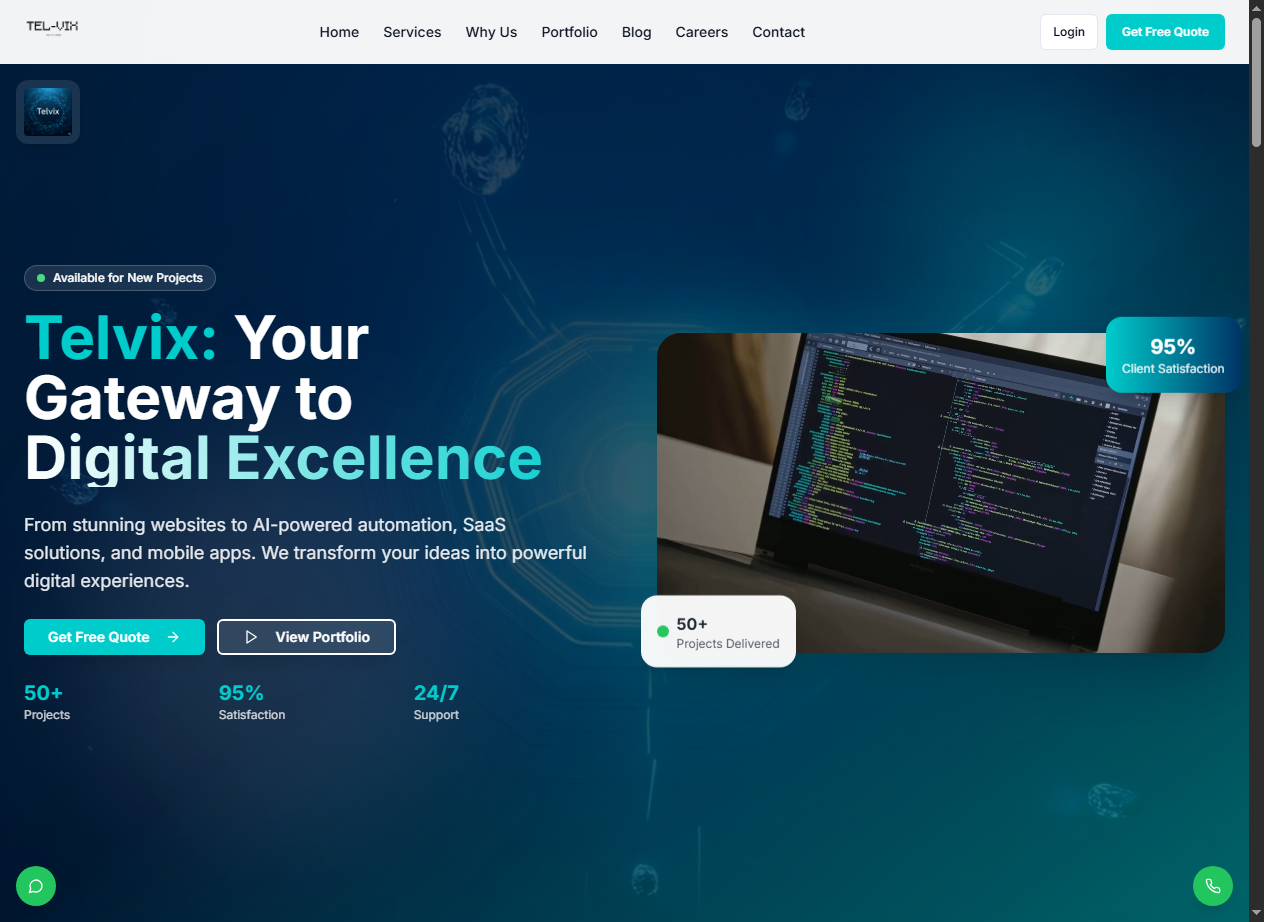 TEL-VIX
Home
Services
Why Us
Portfolio
Blog
Careers
Contact
Login
Get Free Quote
Telvix
Available for New Projects
Telvix: Your
Gateway to
Digital Excellence
From stunning websites to AI-powered automation, SaaS
solutions, and mobile apps. We transform your ideas into powerful
digital experiences.
Get Free Quote
View Portfolio
50+
Projects
95%
Satisfaction
24/7
Support
95%
Client Satisfaction
50+
Projects Delivered